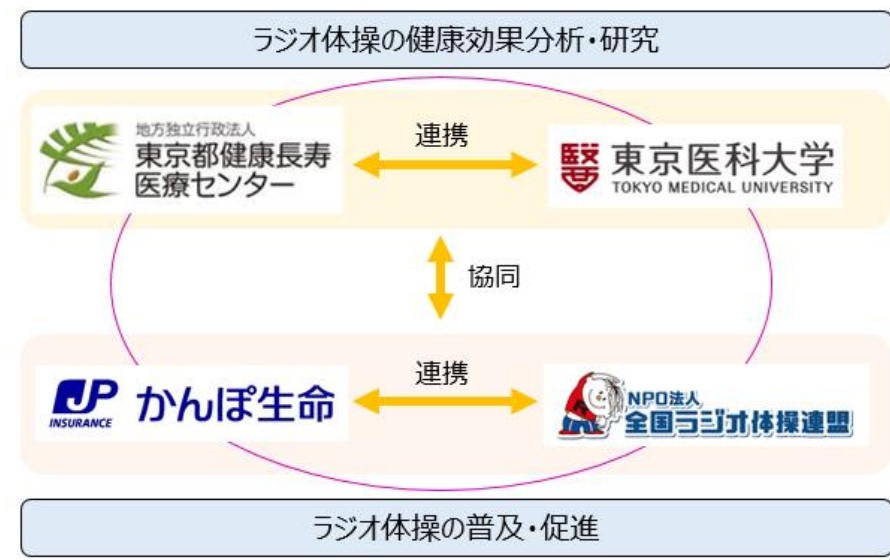 ラジオ体操の健康効果分析・研究
地方独立行政法人
東京都健康長寿
医療センター
連携
医
東京医科大学
TOKYO MEDICAL UNIVERSITY
協同
JP
INSURANCE
かんぽ生命
連携
NPO法人
全国ラジオ体操連盟
ラジオ体操の普及・促進